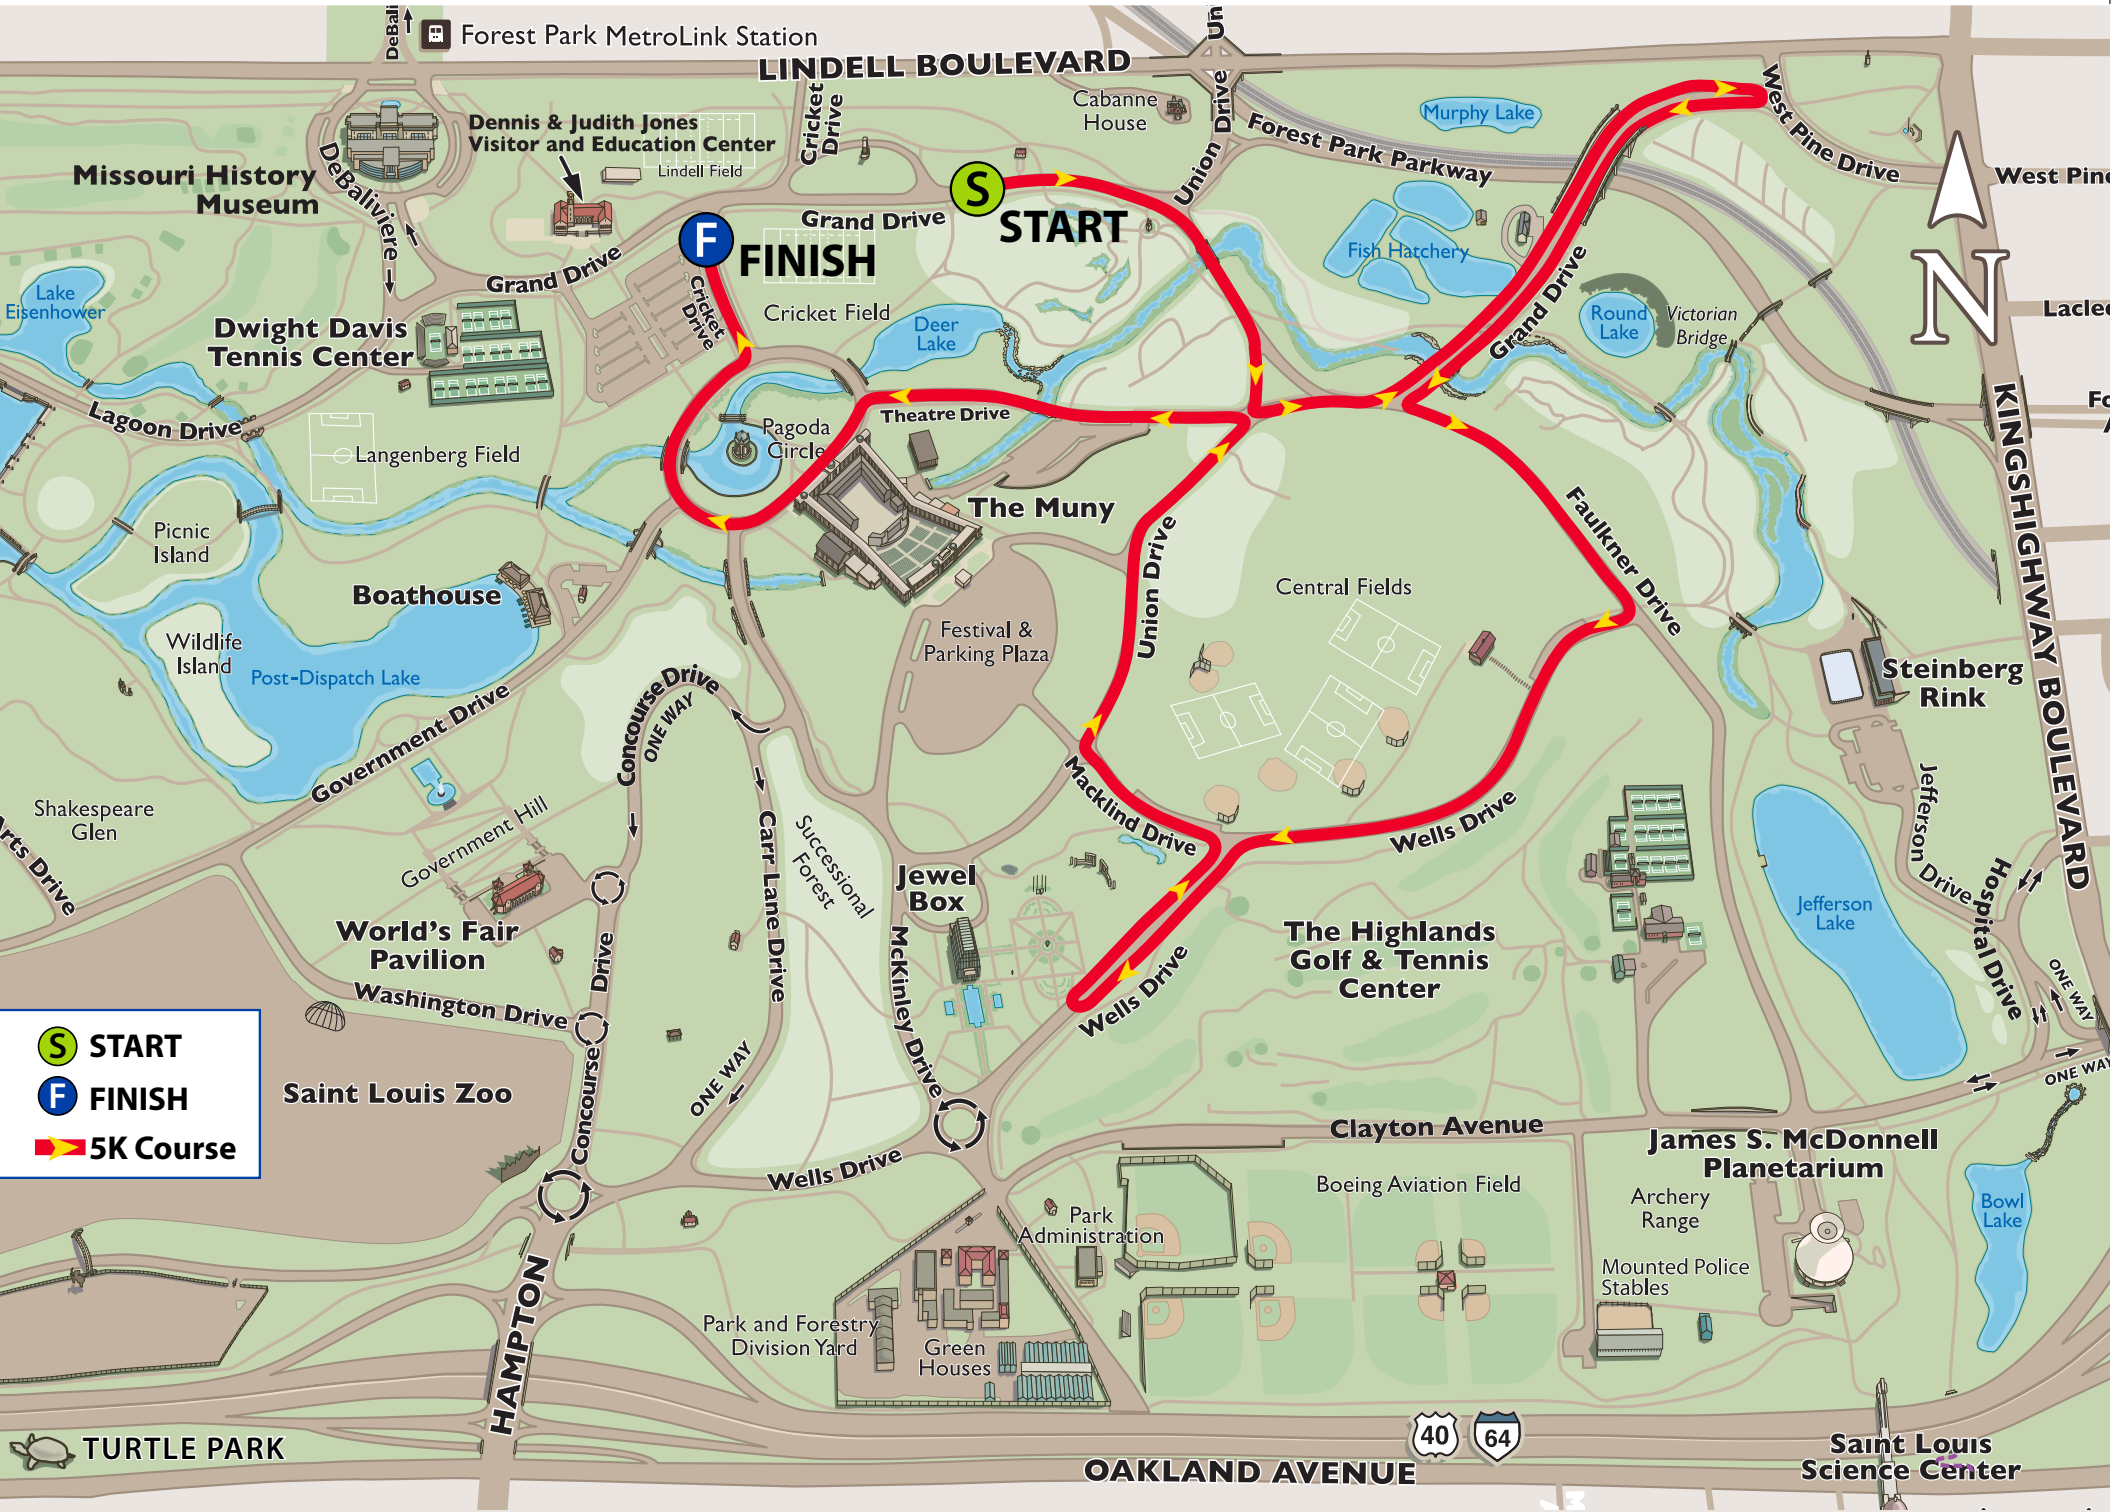 DeBali
Forest Park MetroLink Station
LINDELL BOULEVARD
Un
Union Drive
Cricket
Drive
Cabanne
House
Murphy Lake
West Pine Drive
Forest Park Parkway
West Pine
Dennis & Judith Jones
Visitor and Education Center
Lindell Field
Missouri History
Museum
DeBaliviere
S
START
Grand Drive
F
FINISH
Grand Drive
Fish Hatchery
Grand Drive
N
Lake
Eisenhower
Cricket
Drive
Cricket Field
Deer
Lake
Round
Lake
Victorian
Bridge
Lacled
Dwight Davis
Tennis Center
KINGSHIGHWAY BOULEVARD
Fo
Lagoon Drive
Theatre Drive
Pagoda
Circle
Langenberg Field
The Muny
Picnic
Island
Union Drive
Faulkner Drive
Boathouse
Central Fields
Wildlife
Island
Post-Dispatch Lake
Festival &
Parking Plaza
Steinberg
Rink
Concourse Drive
ONE WAY
Government Drive
Macklind Drive
Wells Drive
Jefferson Drive
Shakespeare
Glen
Arts Drive
Government Hill
Carr Lane Drive
Successional
Forest
Jewel
Box
Hospital Drive
Jefferson
Lake
World's Fair
Pavilion
The Highlands
Golf & Tennis
Center
Wells Drive
McKinley Drive
Washington Drive
Concourse Drive
ONE WAY
ONE WAY
S START
F FINISH
5K Course
Saint Louis Zoo
ONE WAY
Clayton Avenue
James S. McDonnell
Planetarium
Wells Drive
Boeing Aviation Field
Archery
Range
Bowl
Lake
Park
Administration
HAMPTON
Mounted Police
Stables
Park and Forestry
Division Yard
Green
Houses
TURTLE PARK
40
64
OAKLAND AVENUE
Saint Louis
Science Center